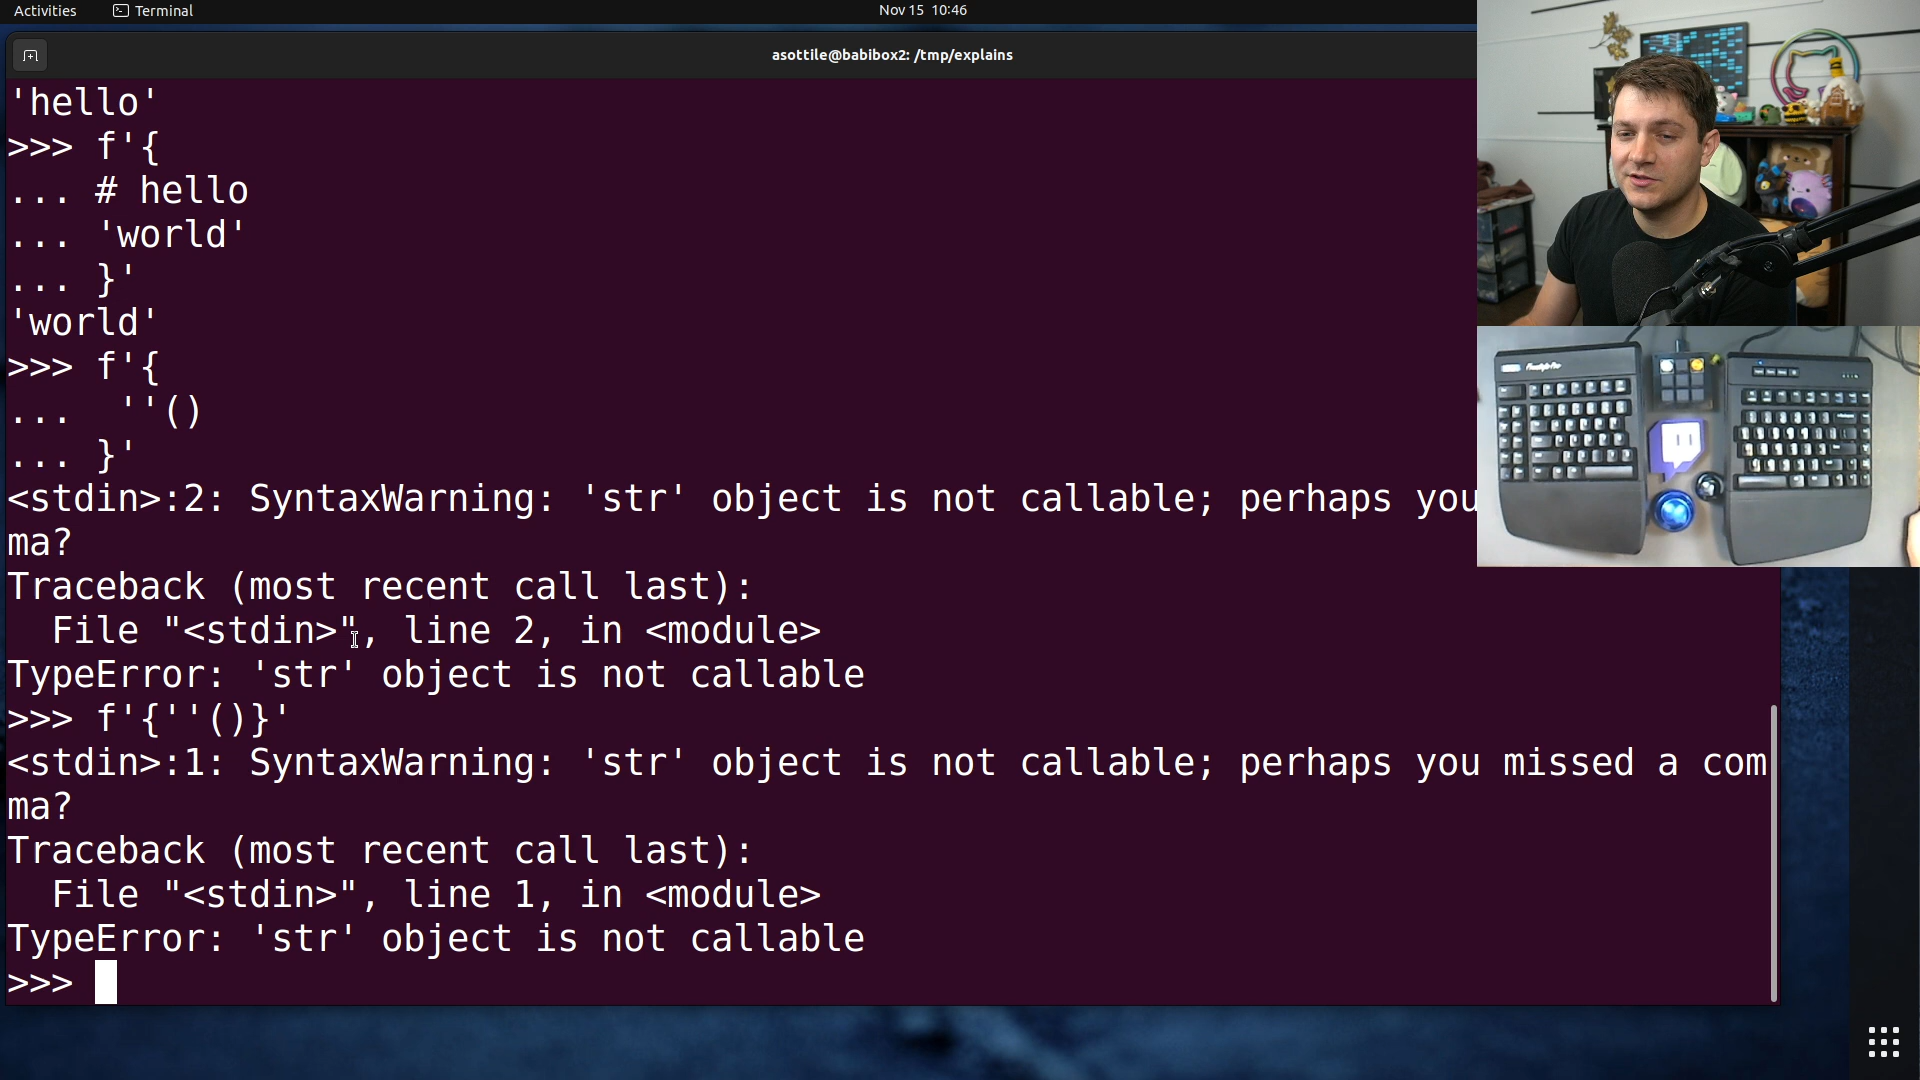 Activities
Terminal
Nov 15 10:46
asottile@babibox2: /tmp/explains
'hello'
>>> f'{
... # hello
... 'world'
... }'
'world'
>>> f'{
...  ''()
... }'
<stdin>:2: SyntaxWarning: 'str' object is not callable; perhaps you
ma?
Traceback (most recent call last):
  File "<stdin>", line 2, in <module>
TypeError: 'str' object is not callable
>>> f'{''()}'
<stdin>:1: SyntaxWarning: 'str' object is not callable; perhaps you missed a com
ma?
Traceback (most recent call last):
  File "<stdin>", line 1, in <module>
TypeError: 'str' object is not callable
>>>